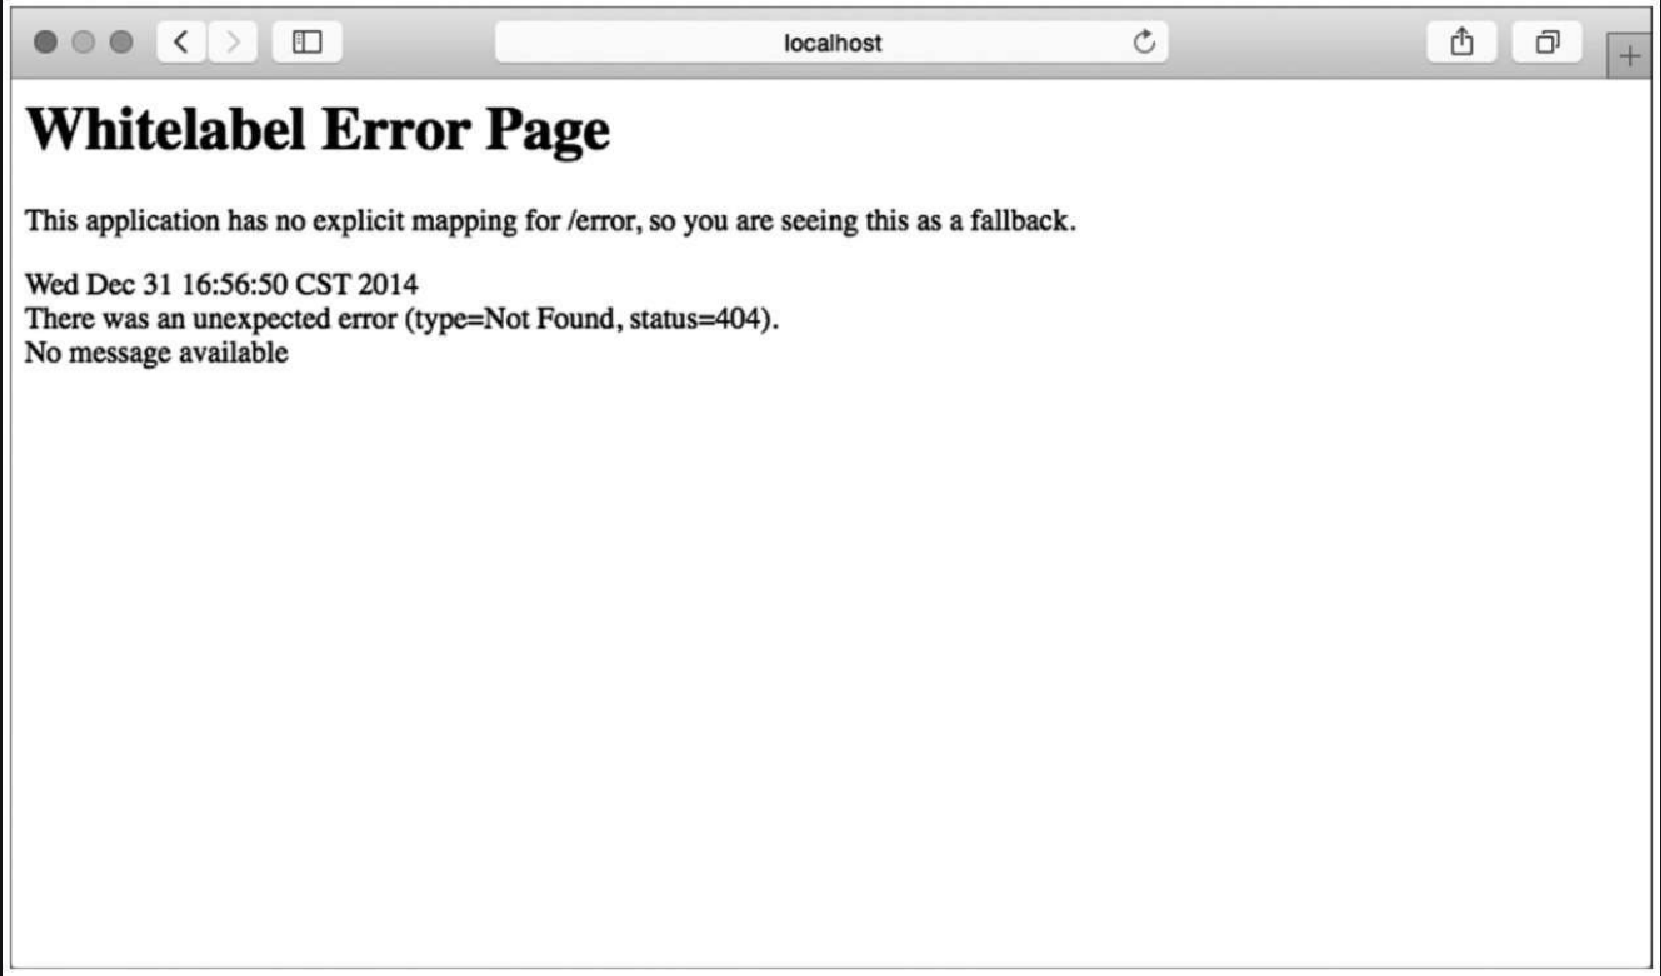 localhost
Whitelabel Error Page
This application has no explicit mapping for /error, so you are seeing this as a fallback.
Wed Dec 31 16:56:50 CST 2014
There was an unexpected error (type=Not Found, status=404).
No message available